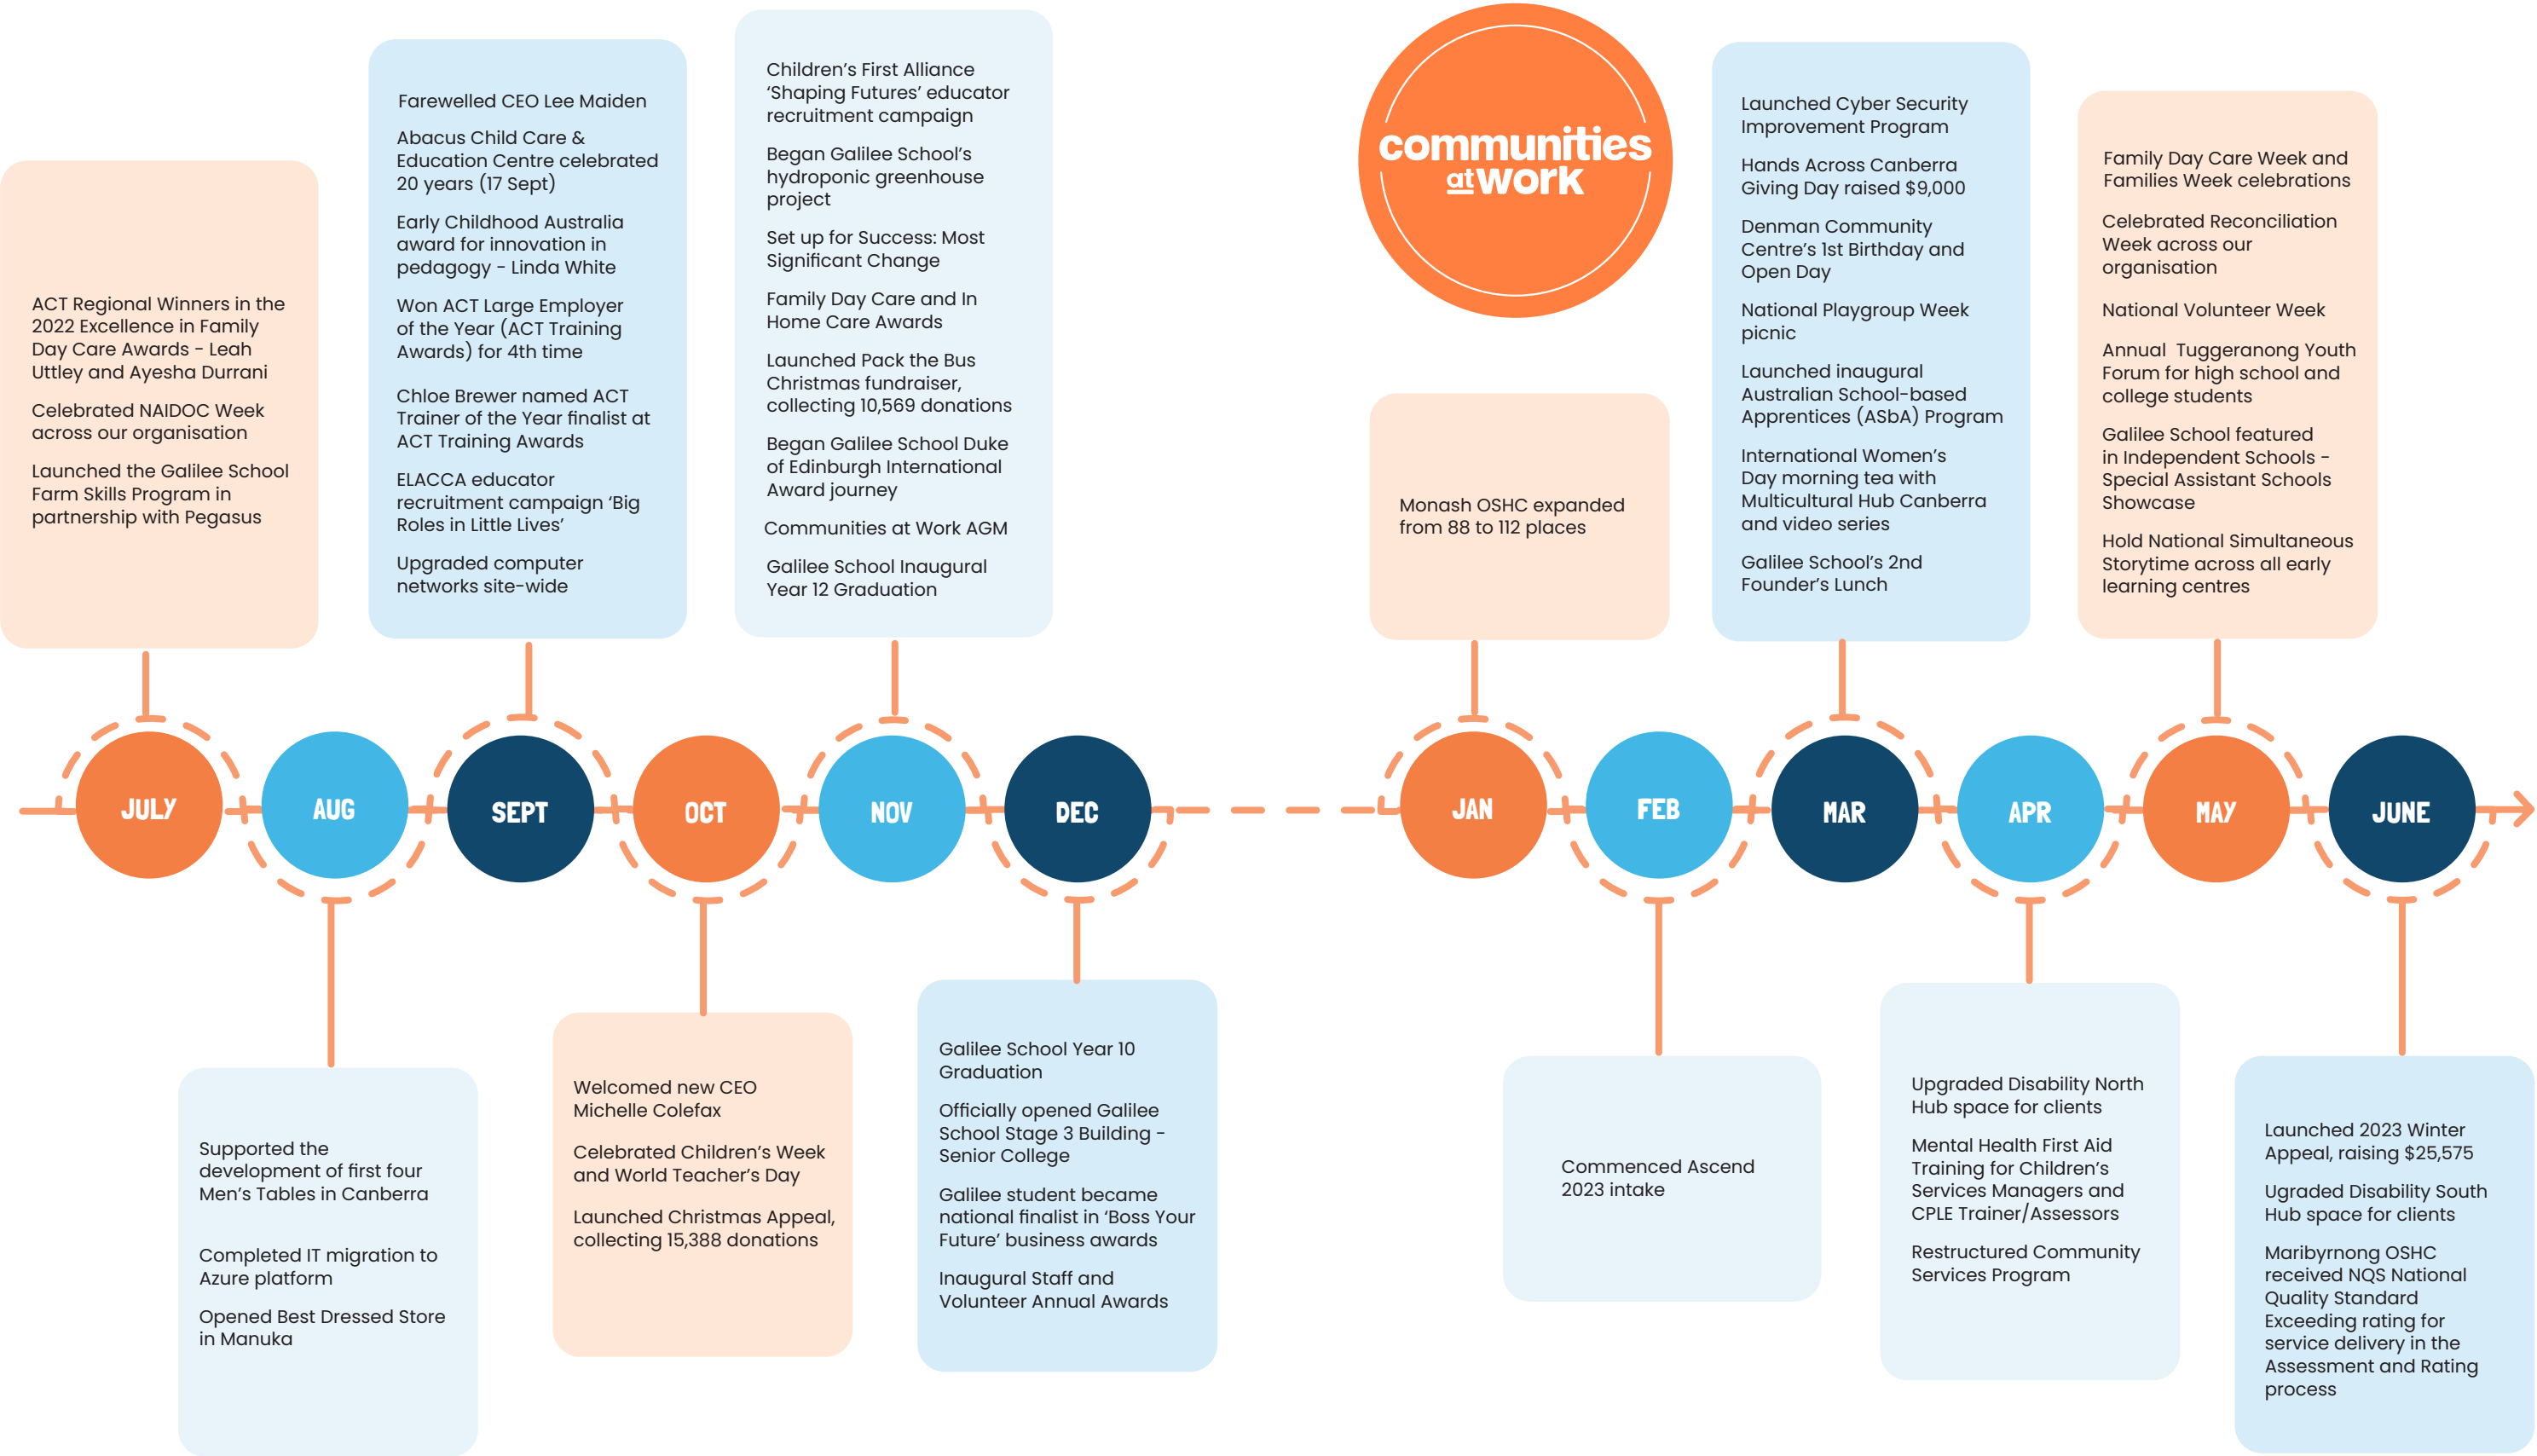 ACT Regional Winners in the
2022 Excellence in Family
Day Care Awards - Leah
Uttley and Ayesha Durrani
Celebrated NAIDOC Week
across our organisation
Launched the Galilee School
Farm Skills Program in
partnership with Pegasus
Farewelled CEO Lee Maiden
Abacus Child Care &
Education Centre celebrated
20 years (17 Sept)
Early Childhood Australia
award for innovation in
pedagogy - Linda White
Won ACT Large Employer
of the Year (ACT Training
Awards) for 4th time
Chloe Brewer named ACT
Trainer of the Year finalist at
ACT Training Awards
ELACCA educator
recruitment campaign ‘Big
Roles in Little Lives’
Upgraded computer
networks site-wide
Children’s First Alliance
‘Shaping Futures’ educator
recruitment campaign
Began Galilee School’s
hydroponic greenhouse
project
Set up for Success: Most
Significant Change
Family Day Care and In
Home Care Awards
Launched Pack the Bus
Christmas fundraiser,
collecting 10,569 donations
Began Galilee School Duke
of Edinburgh International
Award journey
Communities at Work AGM
Galilee School Inaugural
Year 12 Graduation
communities
at work
Monash OSHC expanded
from 88 to 112 places
Launched Cyber Security
Improvement Program
Hands Across Canberra
Giving Day raised $9,000
Denman Community
Centre’s 1st Birthday and
Open Day
National Playgroup Week
picnic
Launched inaugural
Australian School-based
Apprentices (ASbA) Program
International Women’s
Day morning tea with
Multicultural Hub Canberra
and video series
Galilee School’s 2nd
Founder’s Lunch
Family Day Care Week and
Families Week celebrations
Celebrated Reconciliation
Week across our
organisation
National Volunteer Week
Annual Tuggeranong Youth
Forum for high school and
college students
Galilee School featured
in Independent Schools -
Special Assistant Schools
Showcase
Hold National Simultaneous
Storytime across all early
learning centres
JULY
AUG
SEPT
OCT
NOV
DEC
JAN
FEB
MAR
APR
MAY
JUNE
Supported the
development of first four
Men’s Tables in Canberra
Completed IT migration to
Azure platform
Opened Best Dressed Store
in Manuka
Welcomed new CEO
Michelle Colefax
Celebrated Children’s Week
and World Teacher’s Day
Launched Christmas Appeal,
collecting 15,388 donations
Galilee School Year 10
Graduation
Officially opened Galilee
School Stage 3 Building -
Senior College
Galilee student became
national finalist in ‘Boss Your
Future’ business awards
Inaugural Staff and
Volunteer Annual Awards
Commenced Ascend
2023 intake
Upgraded Disability North
Hub space for clients
Mental Health First Aid
Training for Children’s
Services Managers and
CPLE Trainer/Assessors
Restructured Community
Services Program
Launched 2023 Winter
Appeal, raising $25,575
Ugraded Disability South
Hub space for clients
Maribyrnong OSHC
received NQS National
Quality Standard
Exceeding rating for
service delivery in the
Assessment and Rating
process